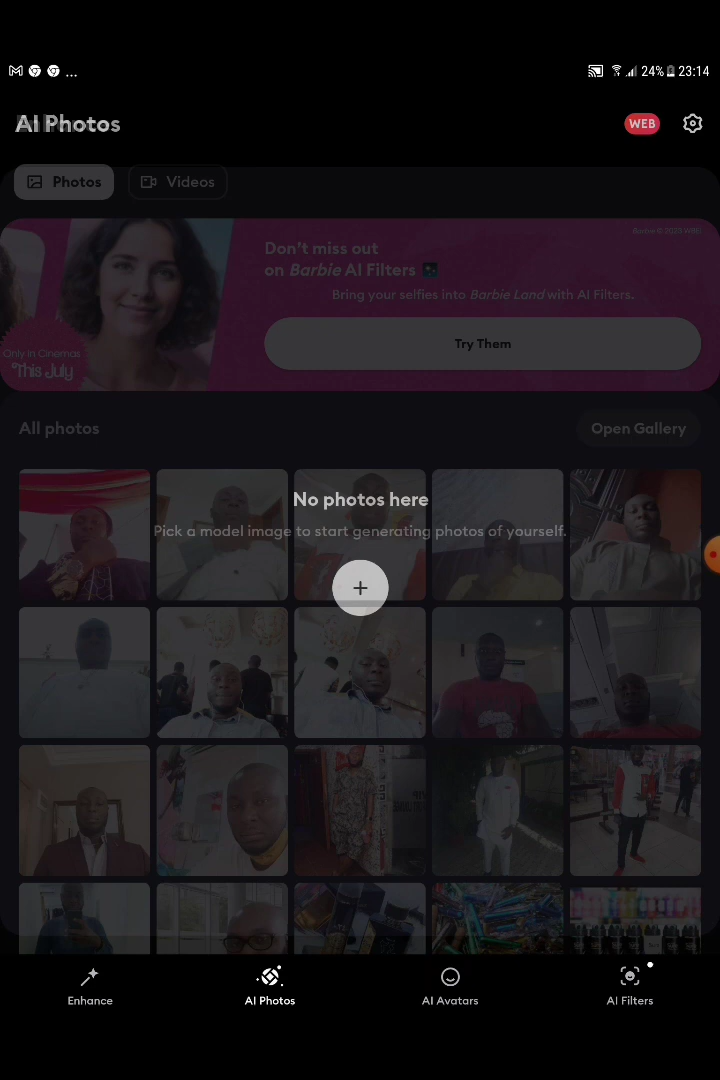 ...
24% 23:14
AI Photos
WEB
Photos
Videos
Don't miss out
on Barbie AI Filters
Bring your selfies into Barbie Land with AI Filters.
Try Them
Only in Cinemas
This July
All photos
Open Gallery
No photos here
Pick a model image to start generating photos of yourself.
+
Enhance
AI Photos
AI Avatars
AI Filters